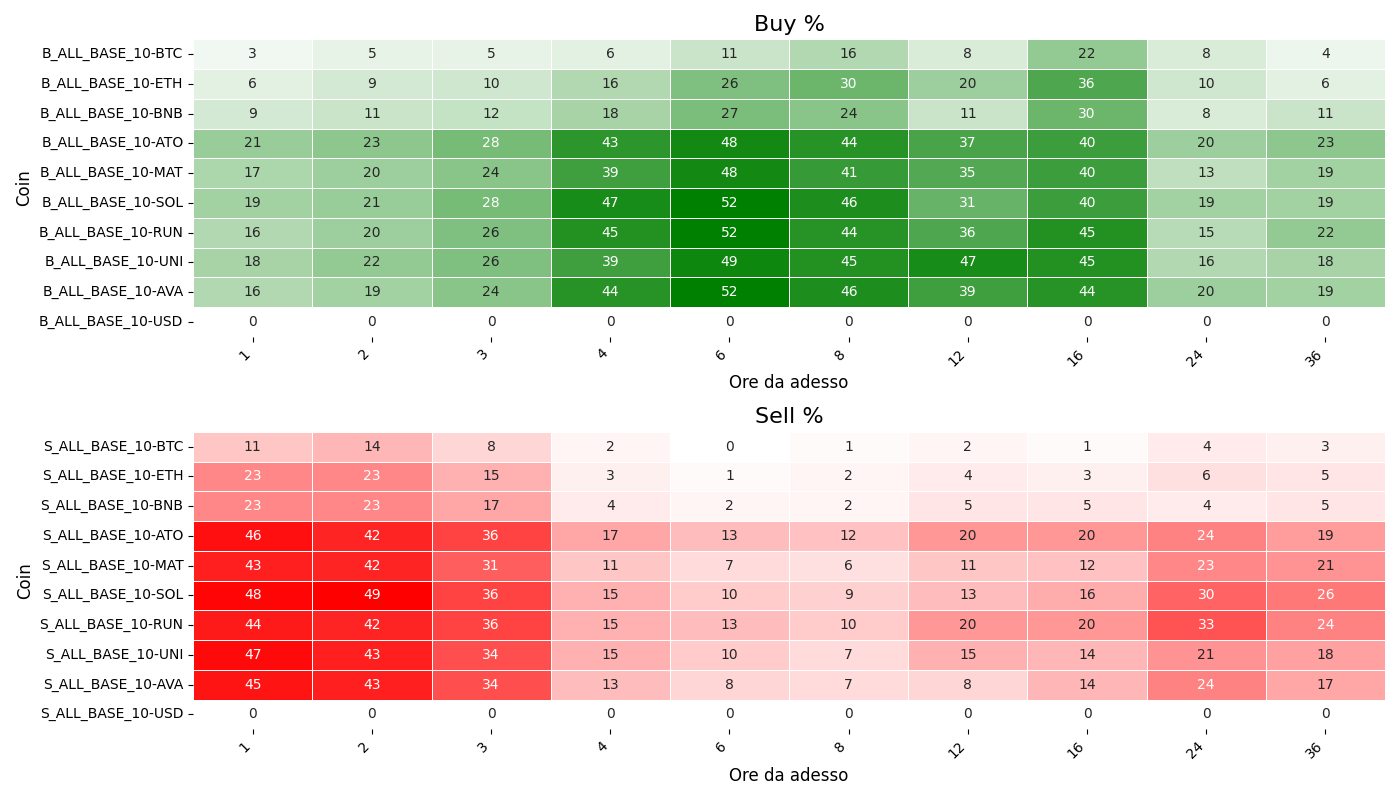 Buy %
Coin
B_ALL_BASE_10-BTC 3 5 5 6 11 16 8 22 8 4
B_ALL_BASE_10-ETH 6 9 10 16 26 30 20 36 10 6
B_ALL_BASE_10-BNB 9 11 12 18 27 24 11 30 8 11
B_ALL_BASE_10-ATO 21 23 28 43 48 44 37 40 20 23
B_ALL_BASE_10-MAT 17 20 24 39 48 41 35 40 13 19
B_ALL_BASE_10-SOL 19 21 28 47 52 46 31 40 19 19
B_ALL_BASE_10-RUN 16 20 26 45 52 44 36 45 15 22
B_ALL_BASE_10-UNI 18 22 26 39 49 45 47 45 16 18
B_ALL_BASE_10-AVA 16 19 24 44 52 46 39 44 20 19
B_ALL_BASE_10-USD 0 0 0 0 0 0 0 0 0 0
1 2 3 4 6 8 12 16 24 36
Ore da adesso
Sell %
Coin
S_ALL_BASE_10-BTC 11 14 8 2 0 1 2 1 4 3
S_ALL_BASE_10-ETH 23 23 15 3 1 2 4 3 6 5
S_ALL_BASE_10-BNB 23 23 17 4 2 2 5 5 4 5
S_ALL_BASE_10-ATO 46 42 36 17 13 12 20 20 24 19
S_ALL_BASE_10-MAT 43 42 31 11 7 6 11 12 23 21
S_ALL_BASE_10-SOL 48 49 36 15 10 9 13 16 30 26
S_ALL_BASE_10-RUN 44 42 36 15 13 10 20 20 33 24
S_ALL_BASE_10-UNI 47 43 34 15 10 7 15 14 21 18
S_ALL_BASE_10-AVA 45 43 34 13 8 7 8 14 24 17
S_ALL_BASE_10-USD 0 0 0 0 0 0 0 0 0 0
1 2 3 4 6 8 12 16 24 36
Ore da adesso